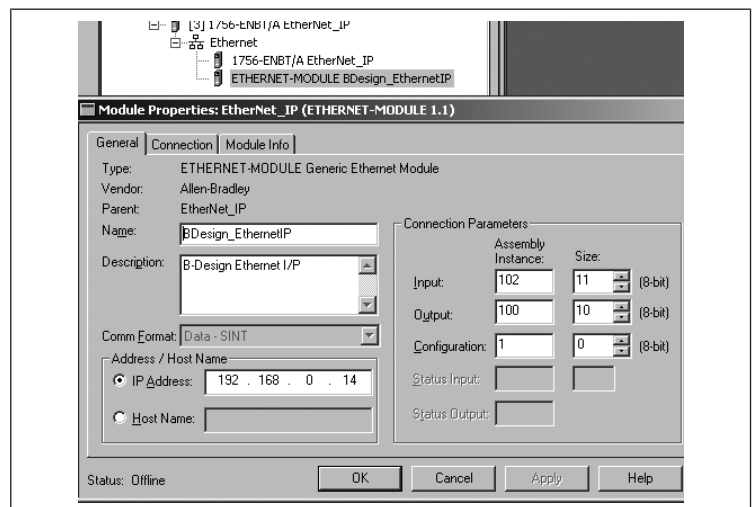 [3] 1756-ENBT/A EtherNet_IP
Ethernet
1756-ENBT/A EtherNet_IP
ETHERNET-MODULE BDesign_EthernetIP
Module Properties: EtherNet_IP (ETHERNET-MODULE 1.1)
General Connection Module Info
Type: ETHERNET-MODULE Generic Ethernet Module
Vendor: Allen-Bradley
Parent: EtherNet_IP
Name: BDesign_EthernetIP
Description: B-Design Ethernet I/P
Comm Format: Data - SINT
Address / Host Name
IP Address: 192 . 168 . 0 . 14
Host Name:
Connection Parameters
Assembly Instance: Size:
Input: 102 11 (8-bit)
Output: 100 10 (8-bit)
Configuration: 1 0 (8-bit)
Status Input:
Status Output:
Status: Offline OK Cancel Apply Help